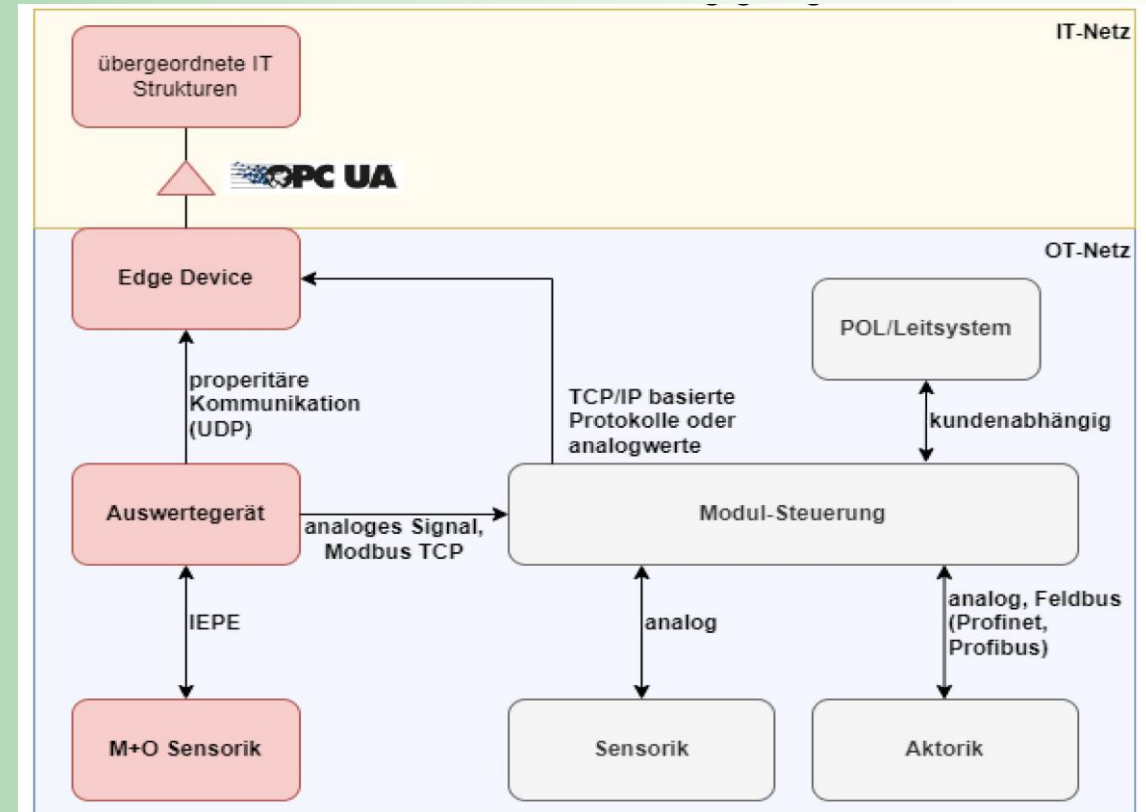 IT-Netz
übergeordnete IT
Strukturen
OPC UA
OT-Netz
Edge Device
POL/Leitsystem
properitäre
Kommunikation
(UDP)
TCP/IP basierte
Protokolle oder
analogwerte
kundenabhängig
Auswertegerät
analoges Signal,
Modbus TCP
Modul-Steuerung
IEPE
analog
analog, Feldbus
(Profinet,
Profibus)
M+O Sensorik
Sensorik
Aktorik